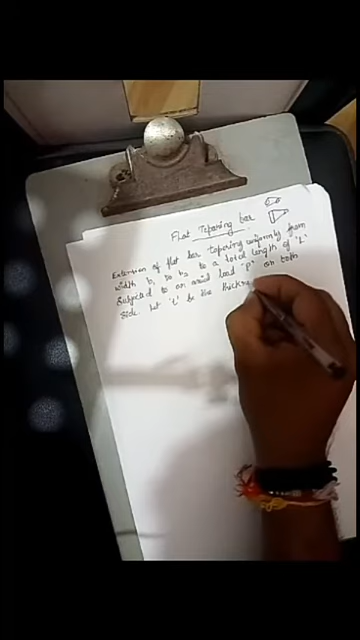 Flat Tapering bar
Extension of flat bar tapering uniformly from
width b₁ to b₂ to a total length of 'L'
Subjected to an axial load "P" on both
Side let 't' be the thickne